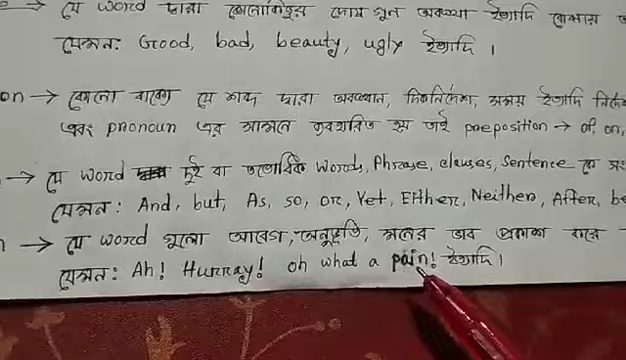 → যে word দ্বারা কোনোকিছুর দোষ গুন অবস্থা ইত্যাদি বোঝায়
যেমন: Good, bad, beauty, ugly ইত্যাদি।
on → কোনো বাক্যে যে শব্দ দ্বারা অবস্থান, দিকনির্দেশ, সময় ইত্যাদি
এবং pronoun এর সামনে ব্যবহারিত হয় তাই preposition → of, on,
→ যে word দুই বা ততোধিক words, Phrase, clauses, Sentence কে
যেমন: And, but, As, so, or, Yet, Either, Neither, After, be
n → যে word গুলো আবেগ, অনুভূতি, মনের ভাব প্রকাশ করে
যেমন: Ah! Hurray! oh what a pain! ইত্যাদি।